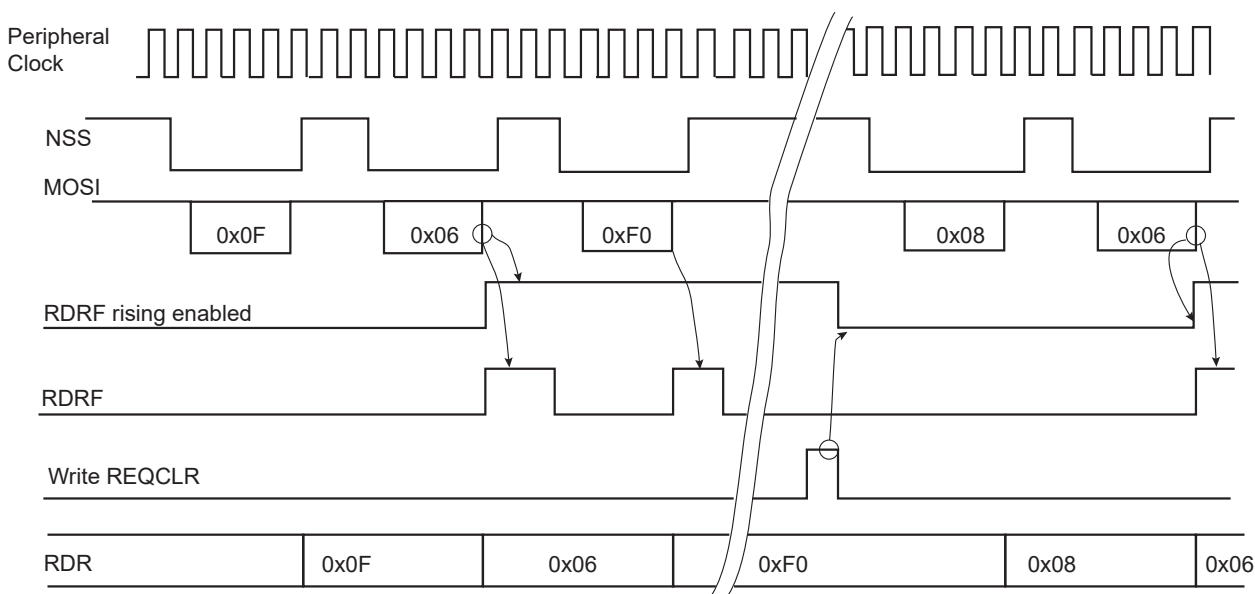 Peripheral
Clock
NSS
MOSI
0x0F 0x06 0xF0 0x08 0x06
RDRF rising enabled
RDRF
Write REQCLR
RDR 0x0F 0x06 0xF0 0x08 0x06